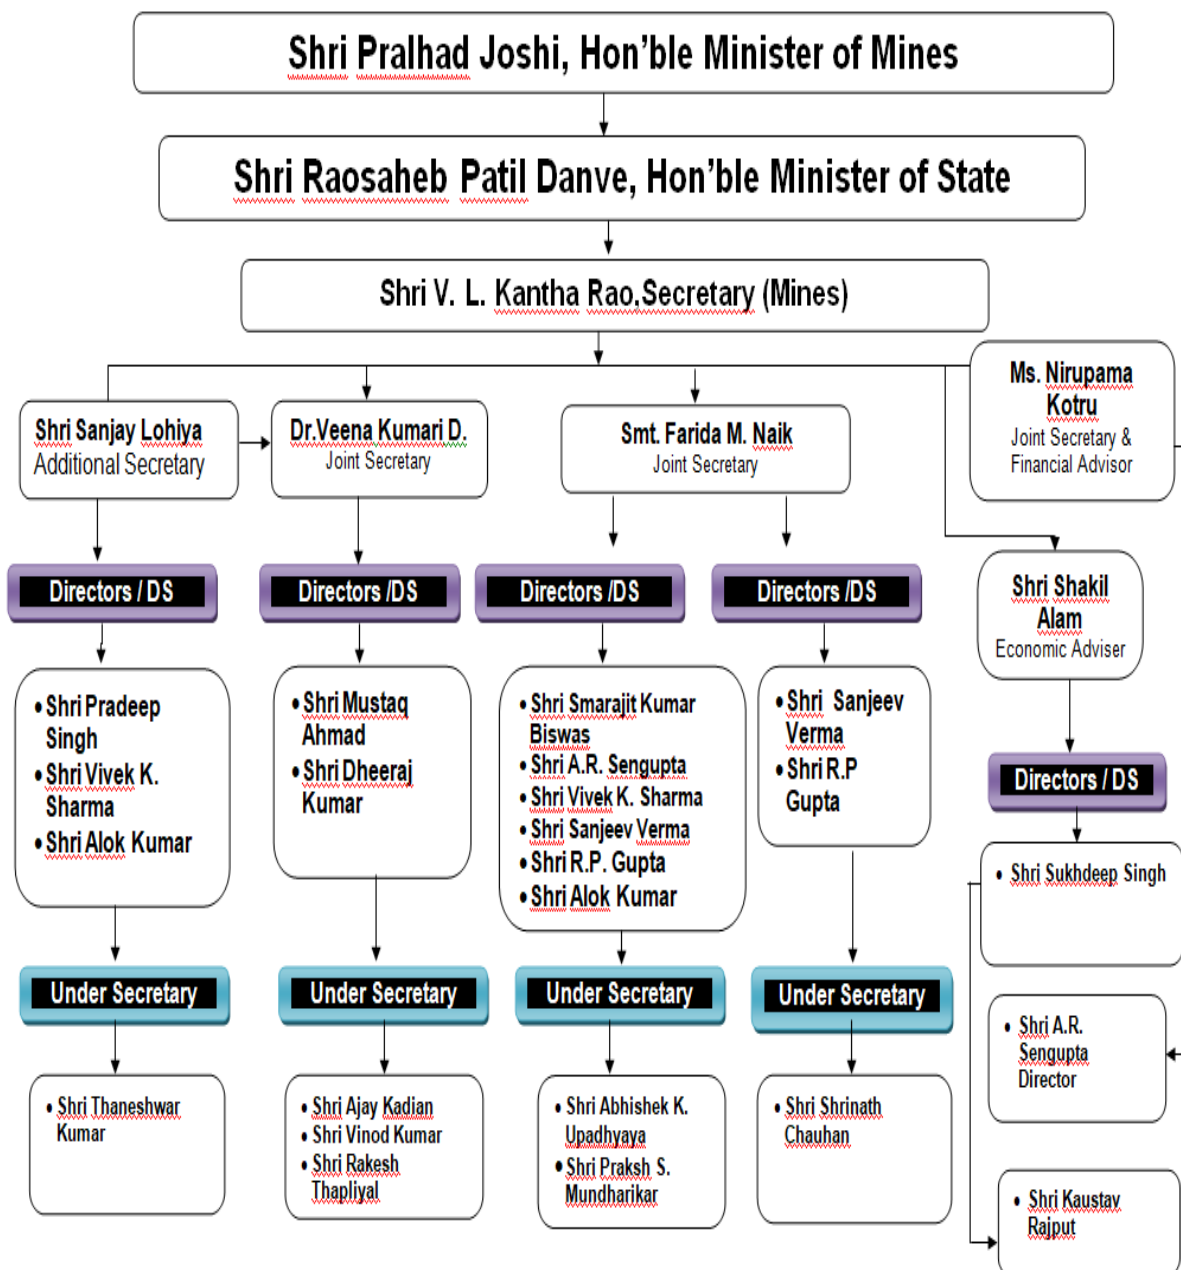 Shri Pralhad Joshi, Hon'ble Minister of Mines
Shri Raosaheb Patil Danve, Hon'ble Minister of State
Shri V. L. Kantha Rao,Secretary (Mines)
Ms. Nirupama
Kotru
Joint Secretary &
Financial Advisor
Shri Sanjay Lohiya
Additional Secretary
Dr.Veena Kumari D.
Joint Secretary
Smt. Farida M. Naik
Joint Secretary
Shri Shakil
Alam
Economic Adviser
Directors / DS
Directors /DS
Directors /DS
Directors /DS
• Shri Pradeep
Singh
• Shri Vivek K.
Sharma
• Shri Alok Kumar
• Shri Mustaq
Ahmad
• Shri Dheeraj
Kumar
• Shri Smarajit Kumar
Biswas
• Shri A.R. Sengupta
• Shri Vivek K. Sharma
• Shri Sanjeev Verma
• Shri R.P. Gupta
• Shri Alok Kumar
• Shri Sanjeev
Verma
• Shri R.P
Gupta
Directors / DS
• Shri Sukhdeep Singh
Under Secretary
Under Secretary
Under Secretary
Under Secretary
• Shri A.R.
Sengupta
Director
• Shri Thaneshwar
Kumar
• Shri Ajay Kadian
• Shri Vinod Kumar
• Shri Rakesh
Thapliyal
• Shri Abhishek K.
Upadhyaya
• Shri Praksh S.
Mundharikar
• Shri Shrinath
Chauhan
• Shri Kaustav
Rajput